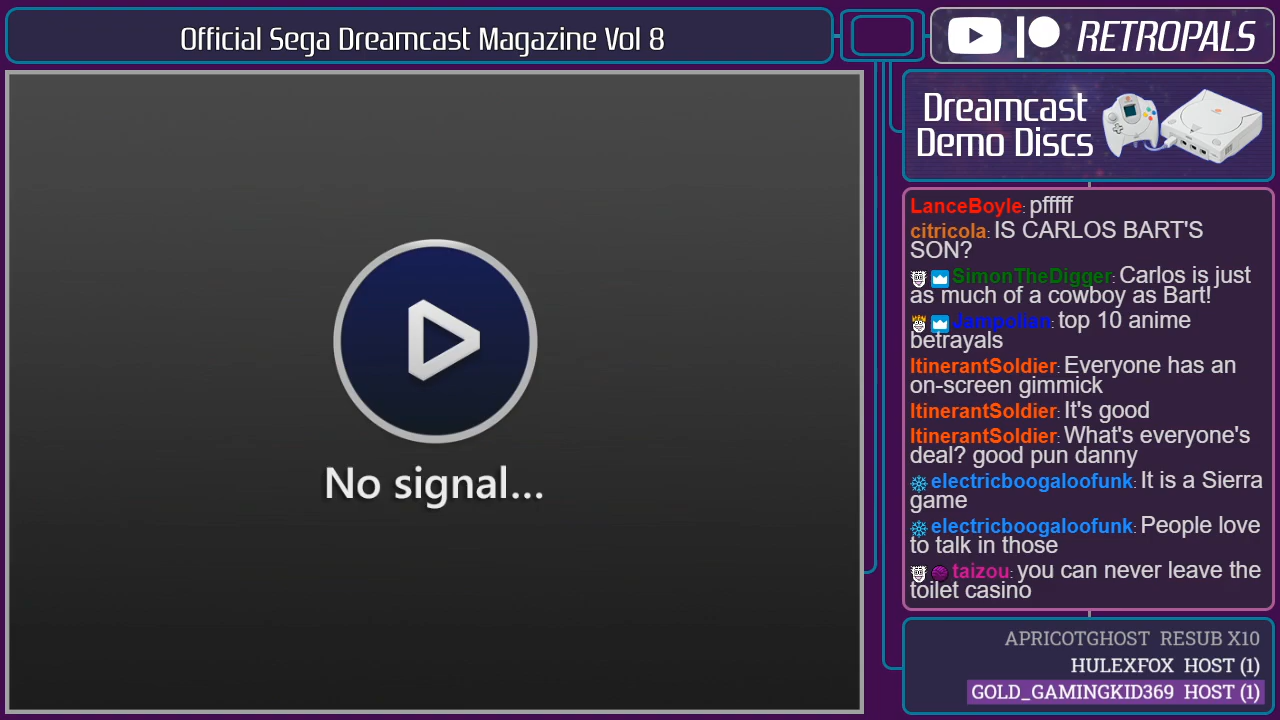 Official Sega Dreamcast Magazine Vol 8
RETROPALS
Dreamcast
Demo Discs
No signal...
LanceBoyle: pfffff
citricola: IS CARLOS BART'S
SON?
SimonTheDigger: Carlos is just
as much of a cowboy as Bart!
Jampolian: top 10 anime
betrayals
ItinerantSoldier: Everyone has an
on-screen gimmick
ItinerantSoldier: It's good
ItinerantSoldier: What's everyone's
deal? good pun danny
electricboogaloofunk: It is a Sierra
game
electricboogaloofunk: People love
to talk in those
taizou: you can never leave the
toilet casino
APRICOTGHOST RESUB X10
HULEXFOX HOST (1)
GOLD_GAMINGKID369 HOST (1)